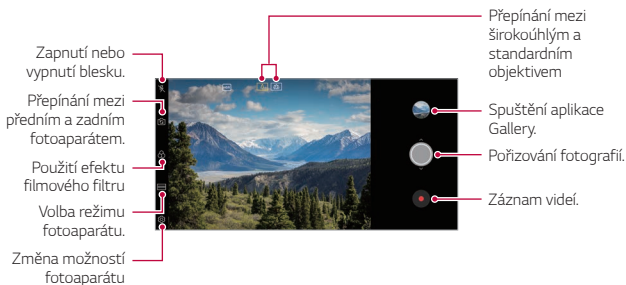 Zapnutí nebo
vypnutí blesku.
Přepínání mezi
předním a zadním
fotoaparátem.
Použití efektu
filmového filtru
Volba režimu
fotoaparátu.
Změna možností
fotoaparátu
Přepínání mezi
širokoúhlým a
standardním
objektivem
Spuštění aplikace
Gallery.
Pořizování fotografií.
Záznam videí.